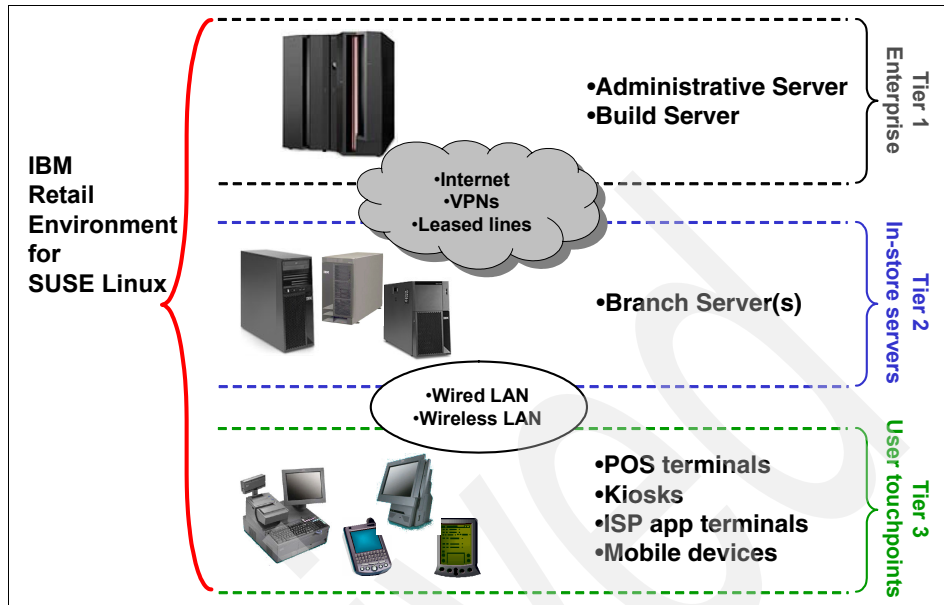 IBM
Retail
Environment
for
SUSE Linux
•Administrative Server
•Build Server
Tier 1
Enterprise
•Internet
•VPNs
•Leased lines
•Branch Server(s)
Tier 2
In-store servers
•Wired LAN
•Wireless LAN
•POS terminals
•Kiosks
•ISP app terminals
•Mobile devices
Tier 3
User touchpoints